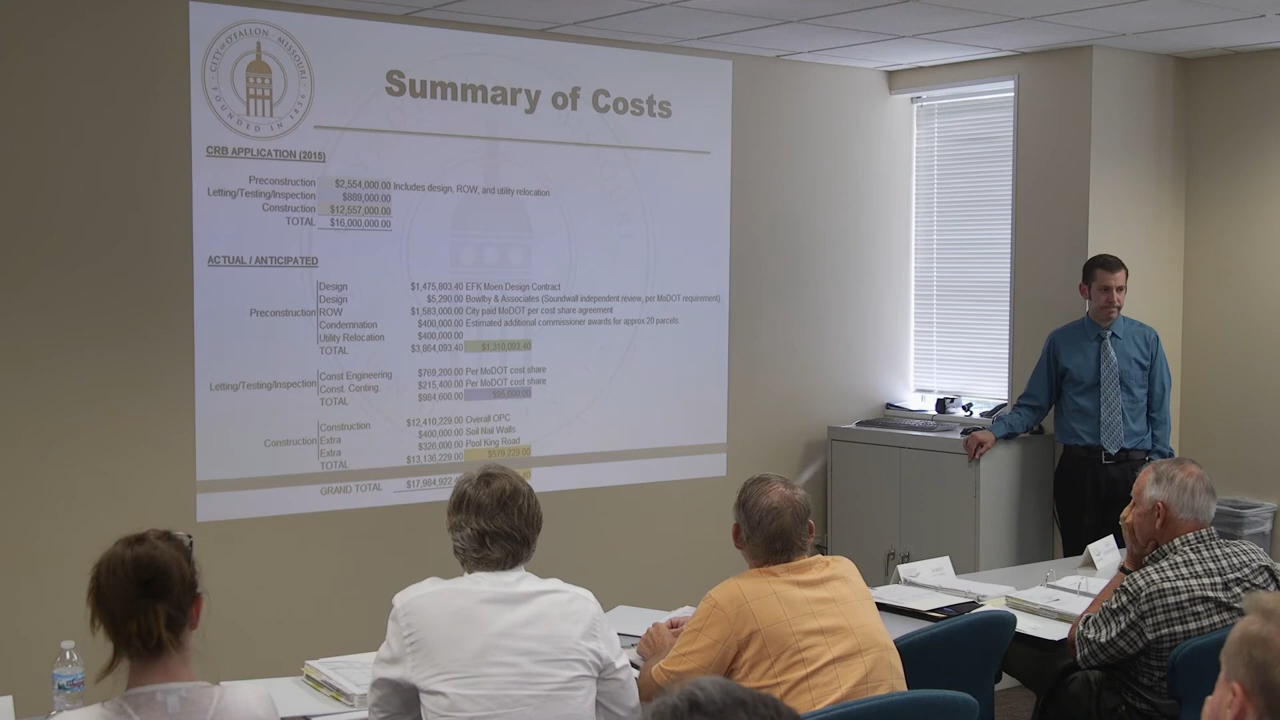 CITY OF O'FALLON · MISSOURI
FOUNDED IN 1856
Summary of Costs
CRB APPLICATION (2015)
Preconstruction $2,554,000.00 Includes design, ROW, and utility relocation
Letting/Testing/Inspection $889,000.00
Construction $12,557,000.00
TOTAL $16,000,000.00
ACTUAL / ANTICIPATED
Design $1,475,803.40 EFK Moen Design Contract
Design $5,290.00 Bowlby & Associates (Soundwall independent review, per MoDOT requirement)
Preconstruction ROW $1,583,000.00 City paid MoDOT per cost share agreement
Condemnation $400,000.00 Estimated additional commissioner awards for approx 20 parcels.
Utility Relocation $400,000.00
TOTAL $3,864,093.40 $1,310,093.40
Const Engineering $769,200.00 Per MoDOT cost share
Letting/Testing/Inspection Const. Conting. $215,400.00 Per MoDOT cost share
TOTAL $984,600.00 $95,600.00
Construction $12,410,229.00 Overall OPC
Construction Extra $400,000.00 Soil Nail Walls
Extra $326,000.00 Pool King Road
TOTAL $13,136,229.00 $579,229.00
GRAND TOTAL $17,984,922